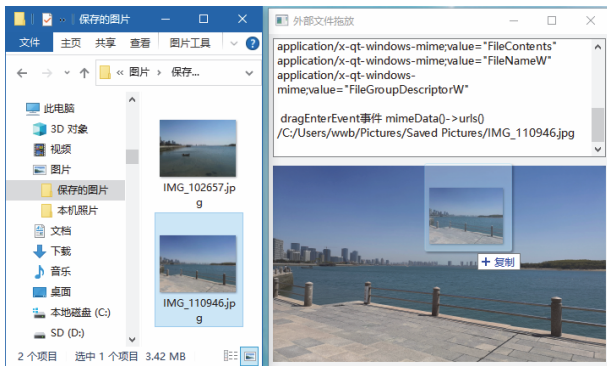 保存的图片
文件 主页 共享 查看 图片工具
« 图片 › 保存...
此电脑
3D 对象
视频
图片
保存的图片
本机照片
文档
下载
音乐
桌面
本地磁盘 (C:)
SD (D:)
IMG_102657.jp
g
IMG_110946.jp
g
2 个项目 选中 1 个项目 3.42 MB
外部文件拖放
application/x-qt-windows-mime;value="FileContents"
application/x-qt-windows-mime;value="FileNameW"
application/x-qt-windows-
mime;value="FileGroupDescriptorW"
dragEnterEvent事件 mimeData()->urls()
/C:/Users/wwb/Pictures/Saved Pictures/IMG_110946.jpg
+ 复制